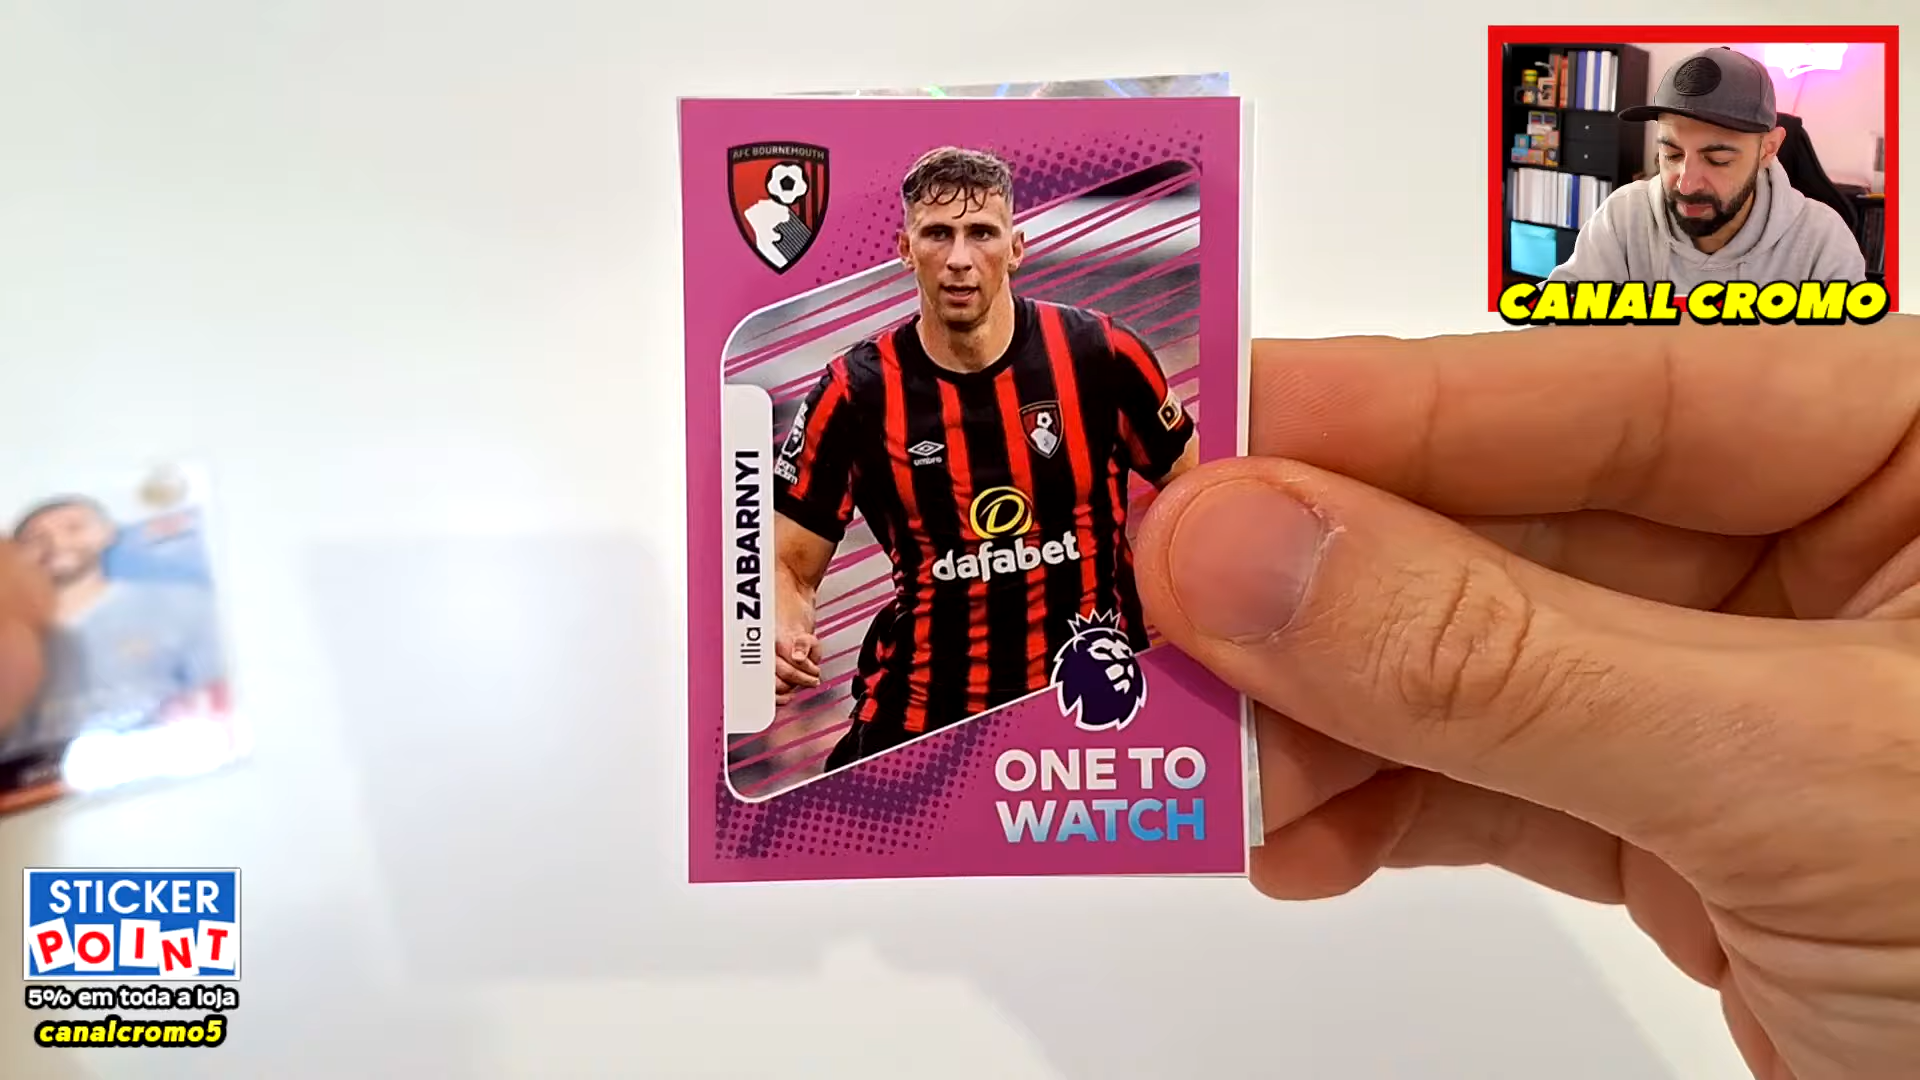 AFC BOURNEMOUTH
Illia ZABARNYI
umbro
dafabet
ONE TO
WATCH
CANAL CROMO
STICKER
POINT
5% em toda a loja
canalcromo5